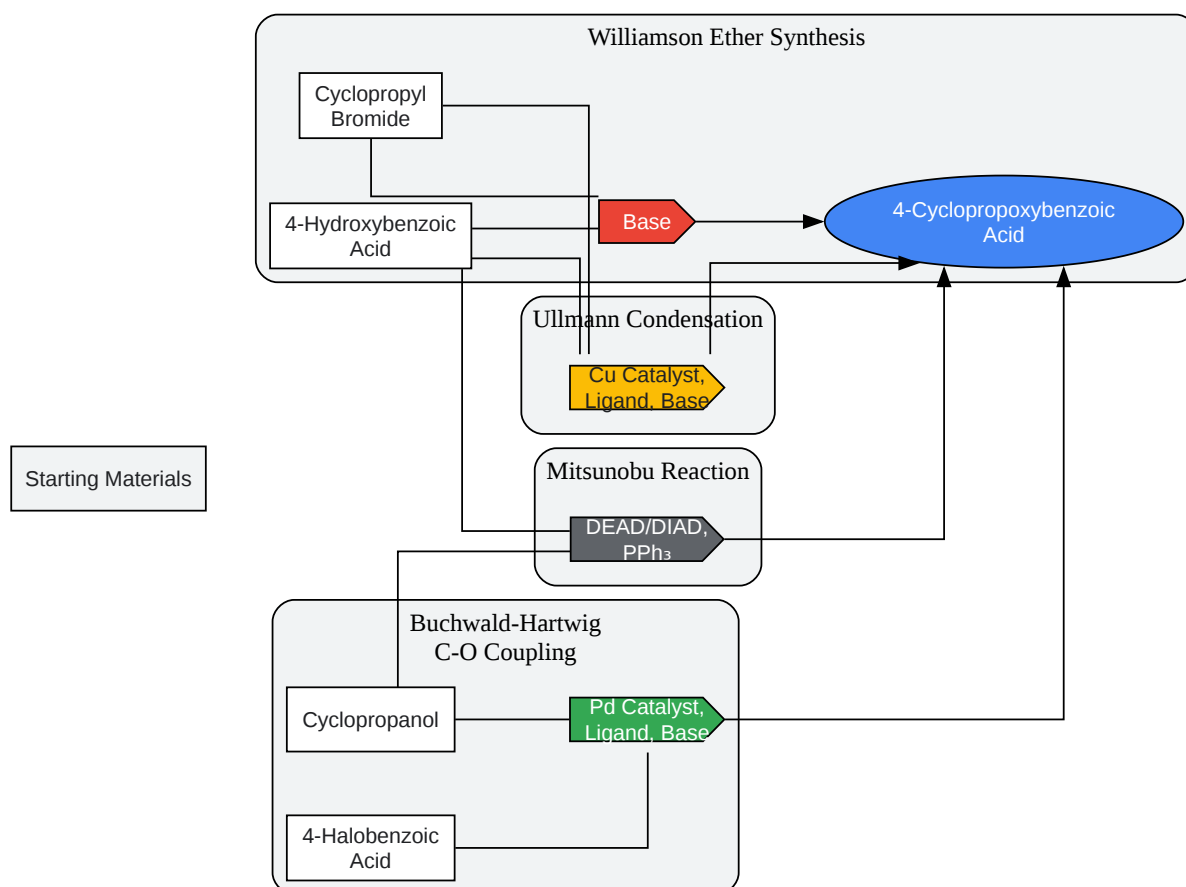 Williamson Ether Synthesis
Cyclopropyl
Bromide
4-Hydroxybenzoic
Acid
Base
4-Cyclopropoxybenzoic
Acid
Ullmann Condensation
Cu Catalyst,
Ligand, Base
Starting Materials
Mitsunobu Reaction
DEAD/DIAD,
PPh₃
Buchwald-Hartwig
C-O Coupling
Cyclopropanol
Pd Catalyst,
Ligand, Base
4-Halobenzoic
Acid